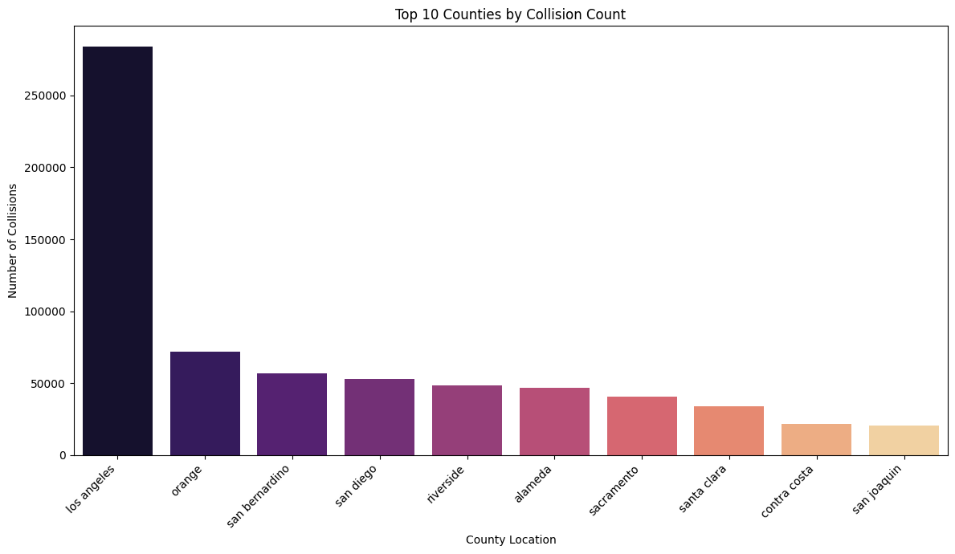 Top 10 Counties by Collision Count
Number of Collisions
250000
200000
150000
100000
50000
0
los angeles
orange
san bernardino
san diego
riverside
alameda
sacramento
santa clara
contra costa
san joaquin
County Location